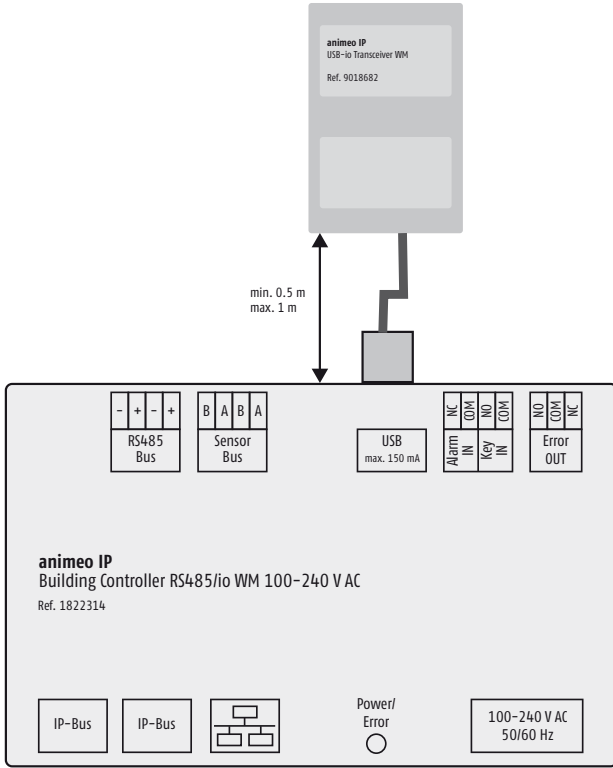 animeo IP
USB-io Transceiver WM
Ref. 9018682
min. 0.5 m
max. 1 m
- + - +
RS485
Bus
B A B A
Sensor
Bus
USB
max. 150 mA
NC COM NO COM
Alarm IN
Key IN
NO COM NC
Error
OUT
animeo IP
Building Controller RS485/io WM 100-240 V AC
Ref. 1822314
IP-Bus
IP-Bus
Power/
Error
100-240 V AC
50/60 Hz